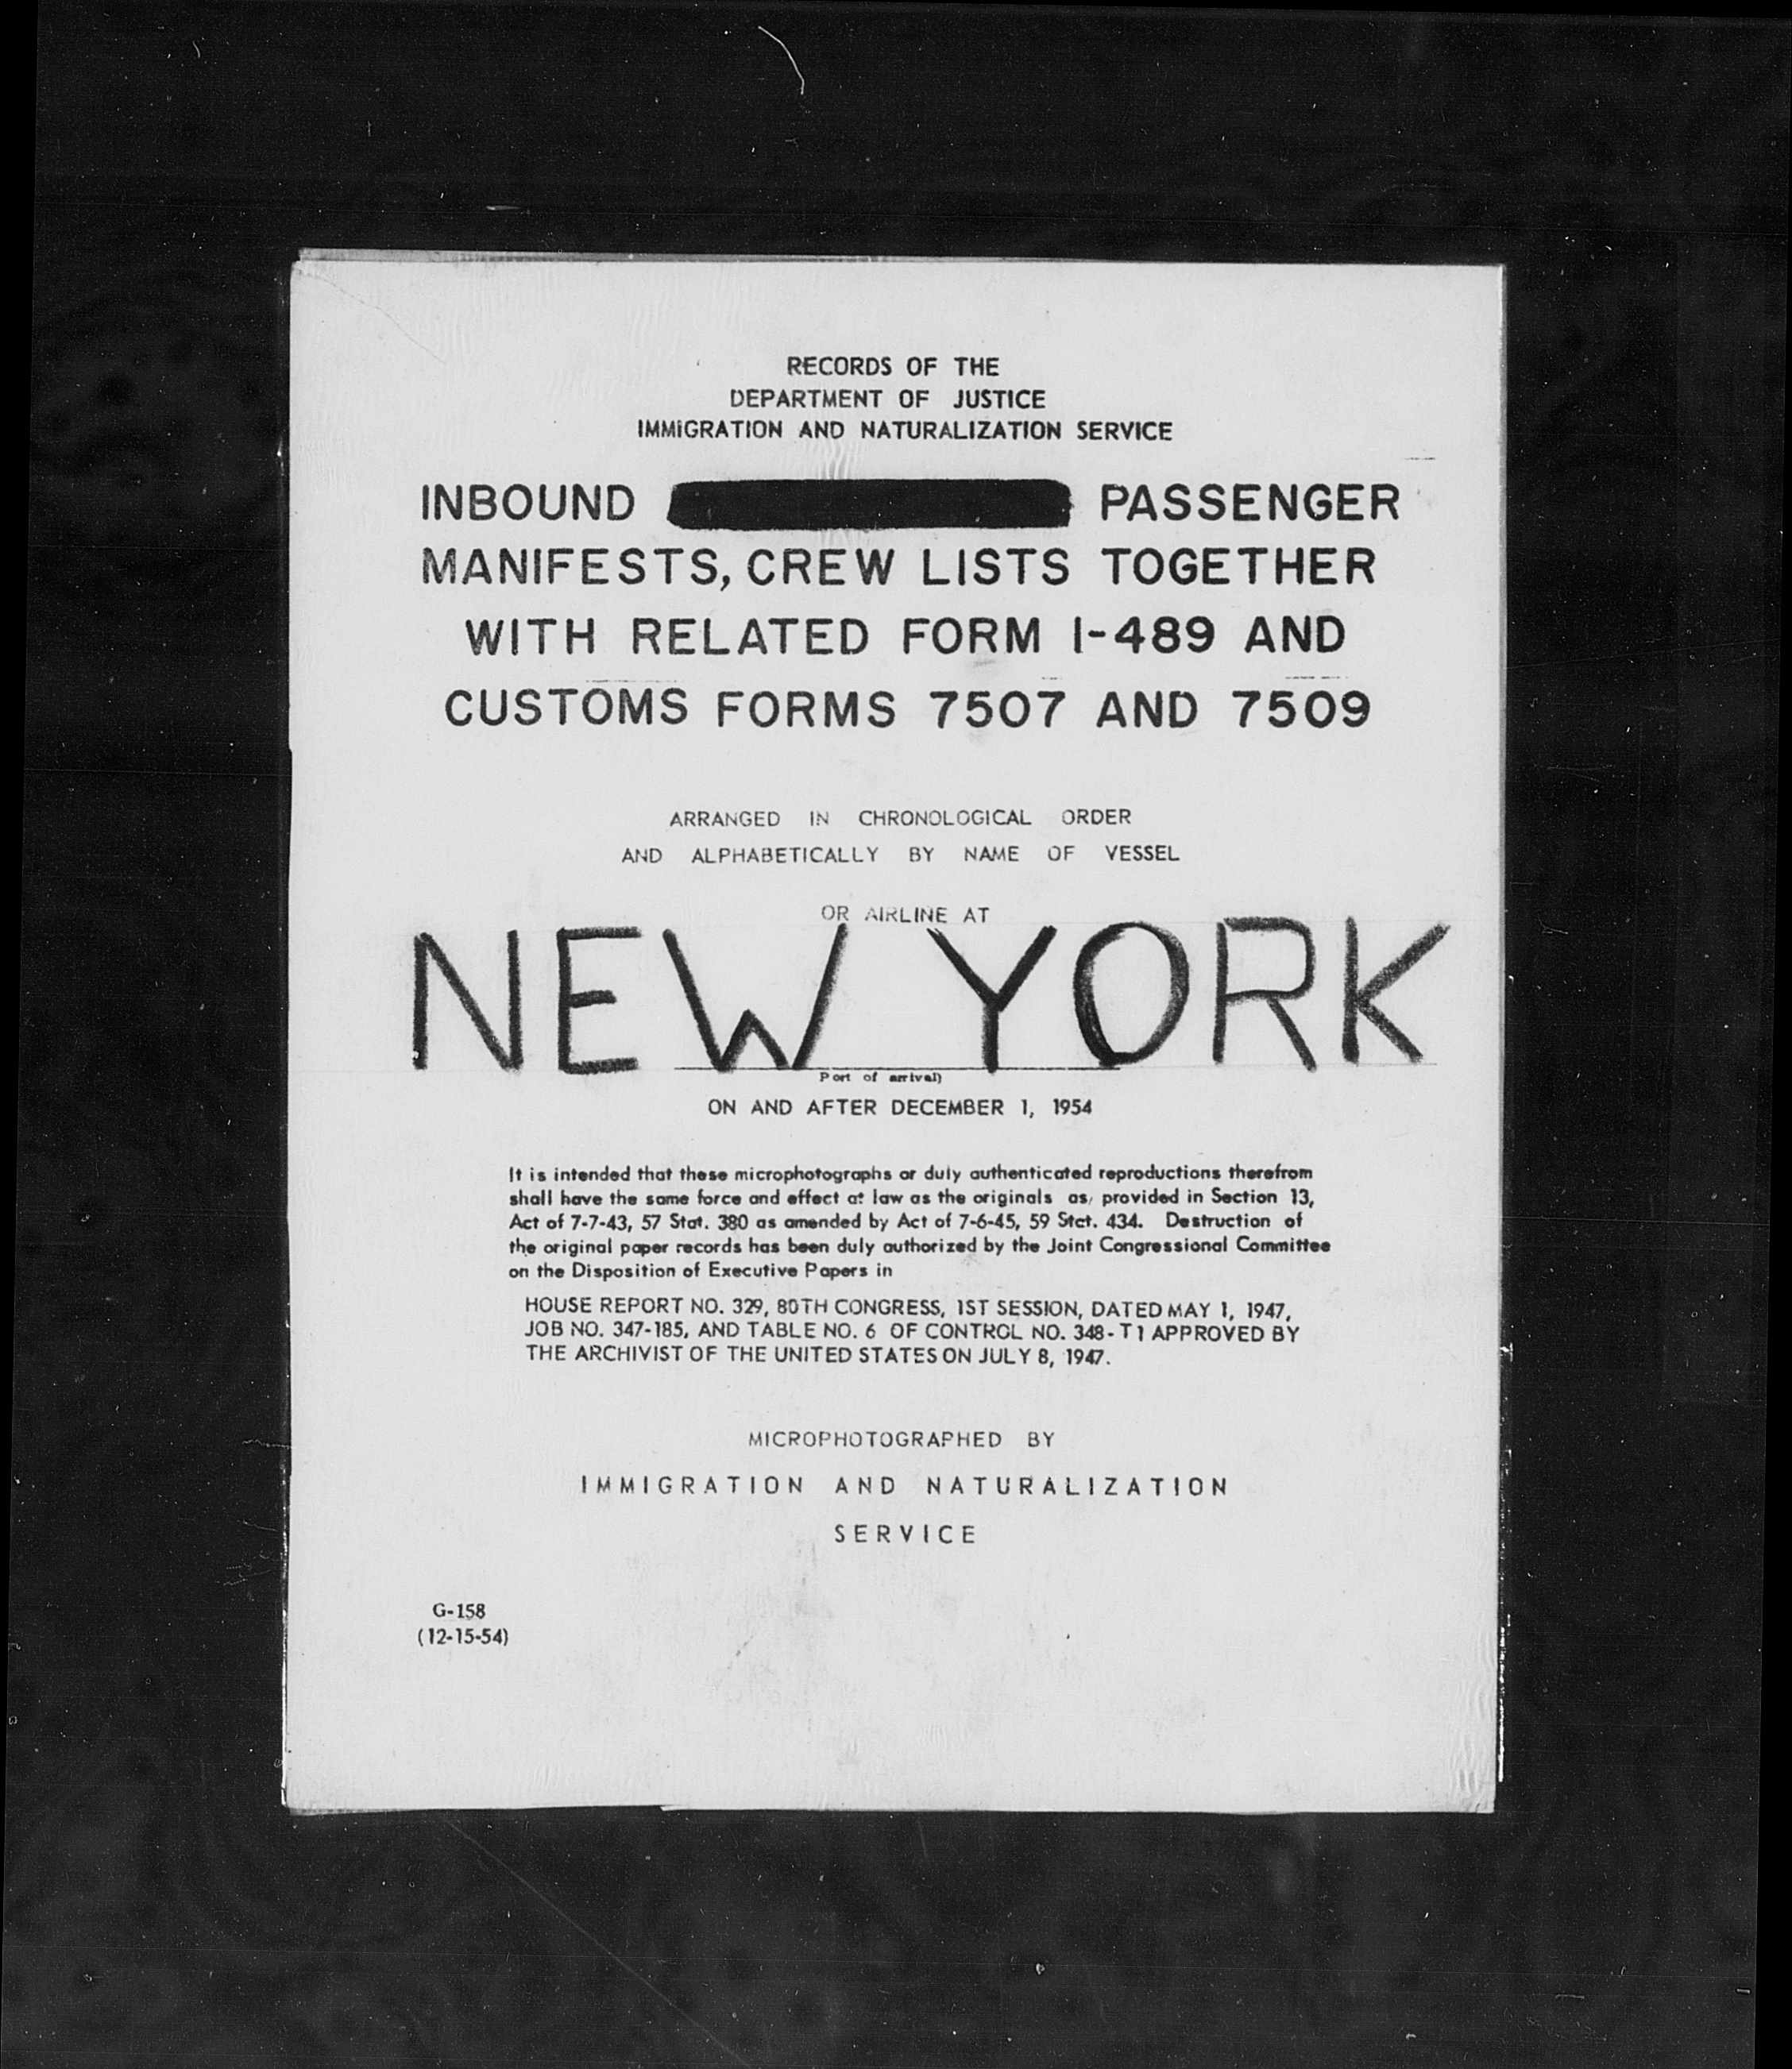 RECORDS OF THE
DEPARTMENT OF JUSTICE
IMMIGRATION AND NATURALIZATION SERVICE
INBOUND PASSENGER
MANIFESTS, CREW LISTS TOGETHER
WITH RELATED FORM I-489 AND
CUSTOMS FORMS 7507 AND 7509
ARRANGED IN CHRONOLOGICAL ORDER
AND ALPHABETICALLY BY NAME OF VESSEL
OR AIRLINE AT
NEW YORK
Port of arrival)
ON AND AFTER DECEMBER 1, 1954
It is intended that these microphotographs or duly authenticated reproductions therefrom
shall have the same force and effect at law as the originals as, provided in Section 13,
Act of 7-7-43, 57 Stat. 380 as amended by Act of 7-6-45, 59 Stat. 434. Destruction of
the original paper records has been duly authorized by the Joint Congressional Committee
on the Disposition of Executive Papers in
HOUSE REPORT NO. 329, 80TH CONGRESS, 1ST SESSION, DATED MAY 1, 1947,
JOB NO. 347-185, AND TABLE NO. 6 OF CONTROL NO. 348-T1 APPROVED BY
THE ARCHIVIST OF THE UNITED STATES ON JULY 8, 1947.
MICROPHOTOGRAPHED BY
IMMIGRATION AND NATURALIZATION
SERVICE
G-158
(12-15-54)